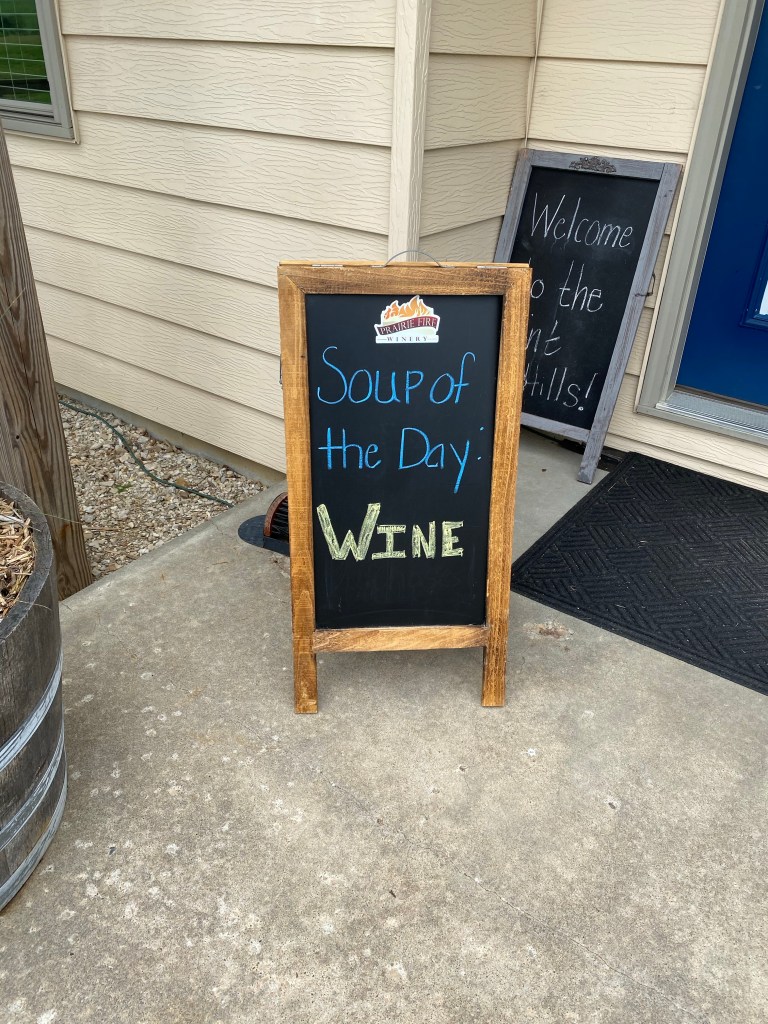 PRAIRIE FIRE
WINERY
Soup of
the Day:
WINE
Welcome
the
Hills!